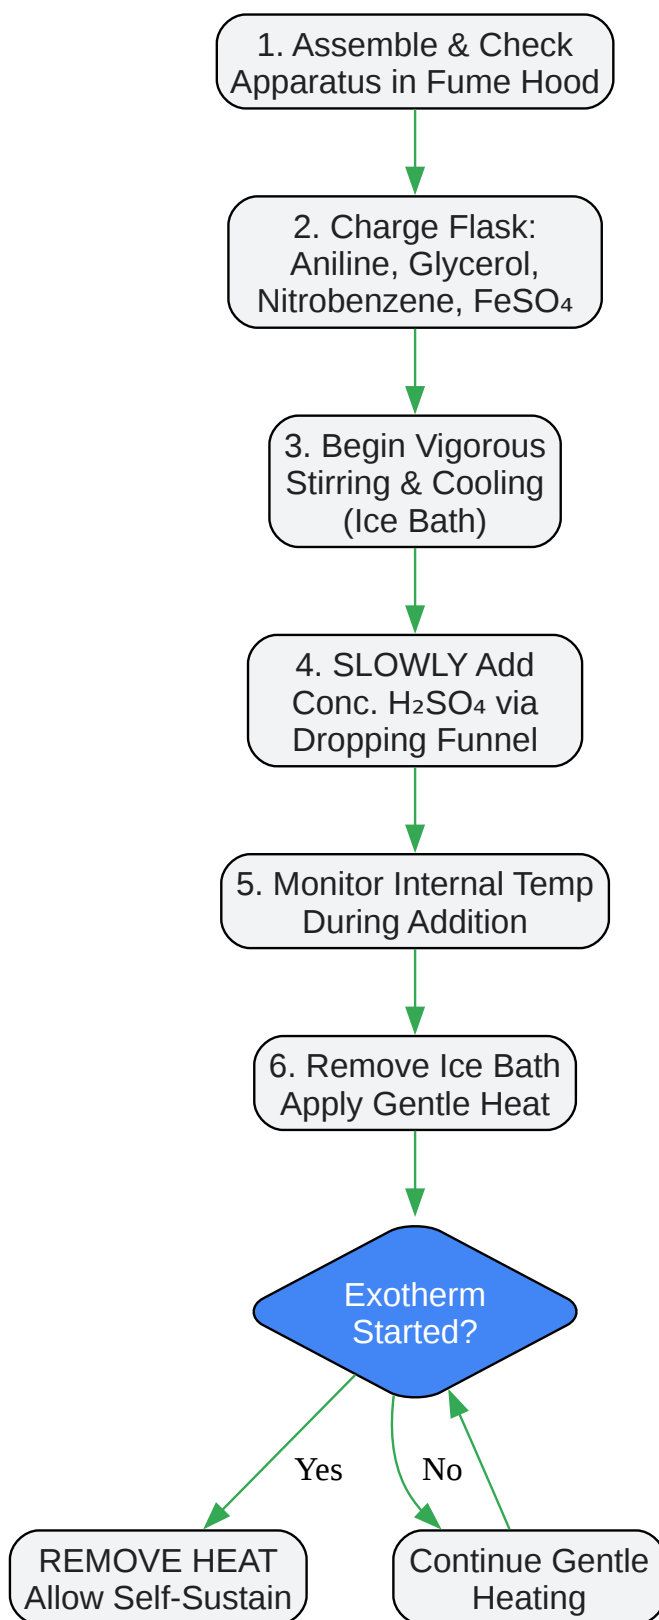 1. Assemble & Check
Apparatus in Fume Hood
2. Charge Flask:
Aniline, Glycerol,
Nitrobenzene, FeSO₄
3. Begin Vigorous
Stirring & Cooling
(Ice Bath)
4. SLOWLY Add
Conc. H₂SO₄ via
Dropping Funnel
5. Monitor Internal Temp
During Addition
6. Remove Ice Bath
Apply Gentle Heat
Exotherm
Started?
Yes
No
REMOVE HEAT
Allow Self-Sustain
Continue Gentle
Heating